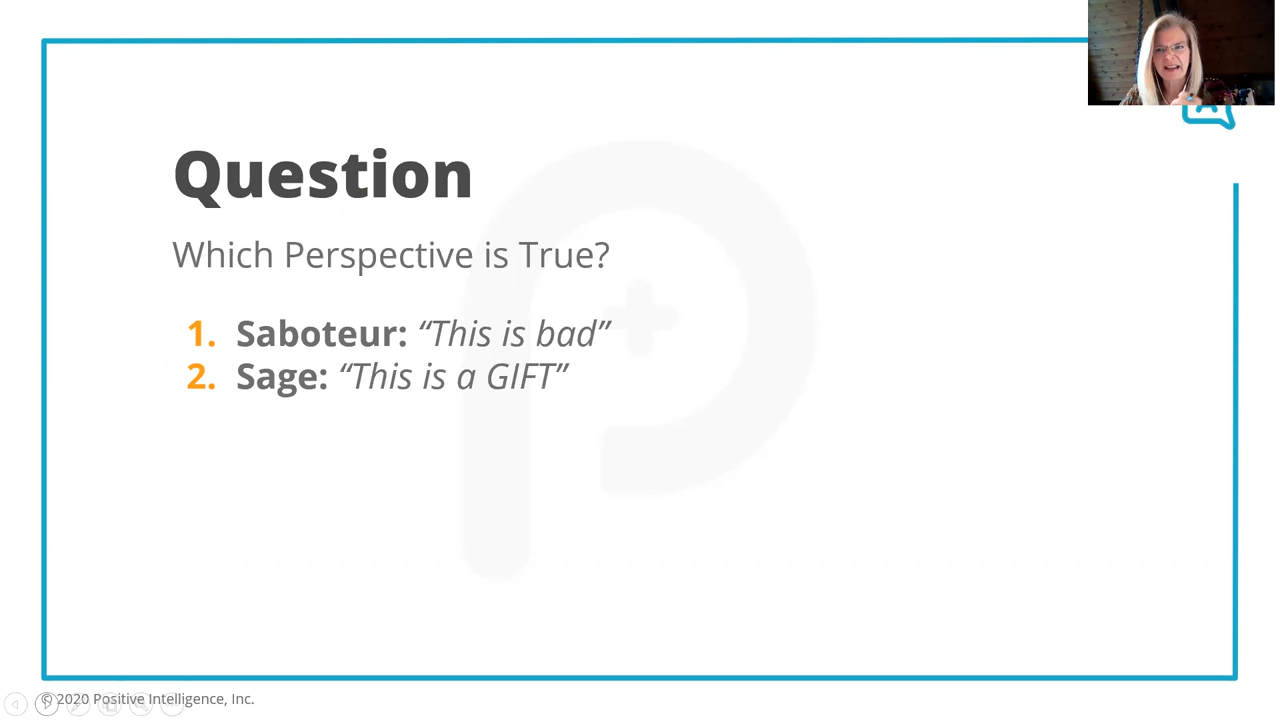 Question
Which Perspective is True?
1. Saboteur: “This is bad”
2. Sage: “This is a GIFT”
© 2020 Positive Intelligence, Inc.